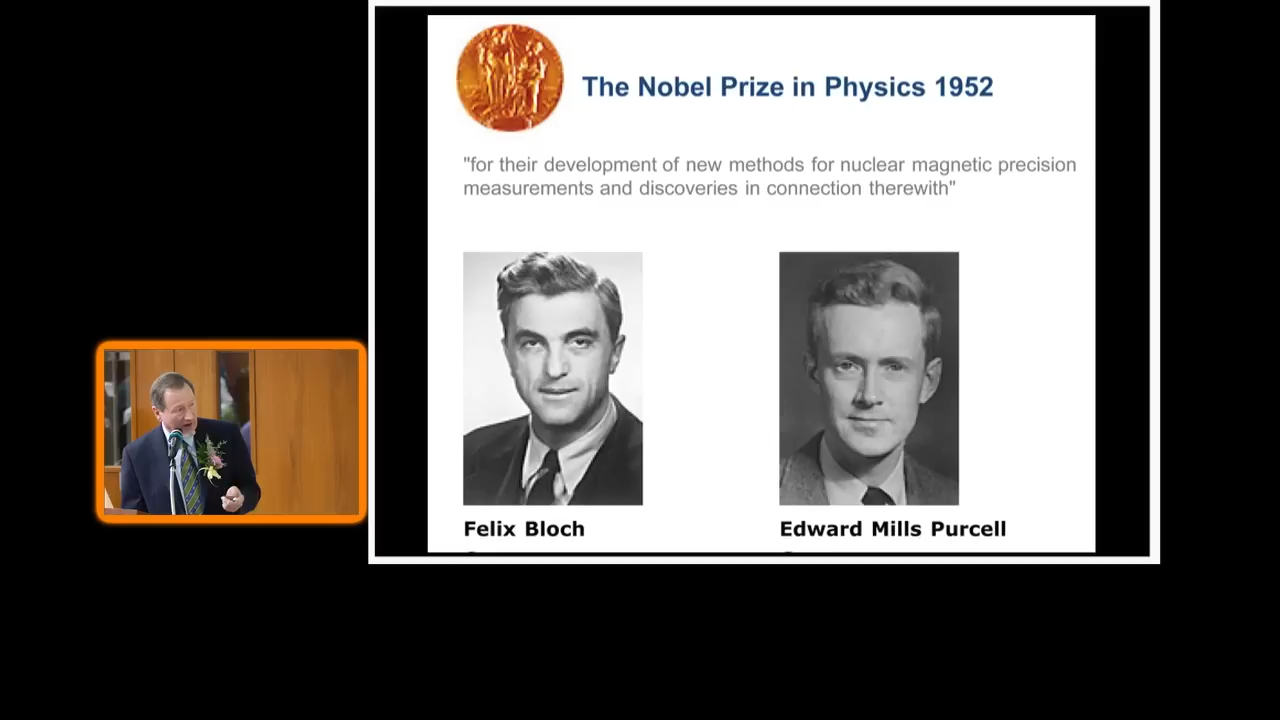 The Nobel Prize in Physics 1952
"for their development of new methods for nuclear magnetic precision
measurements and discoveries in connection therewith"
Felix Bloch
Edward Mills Purcell